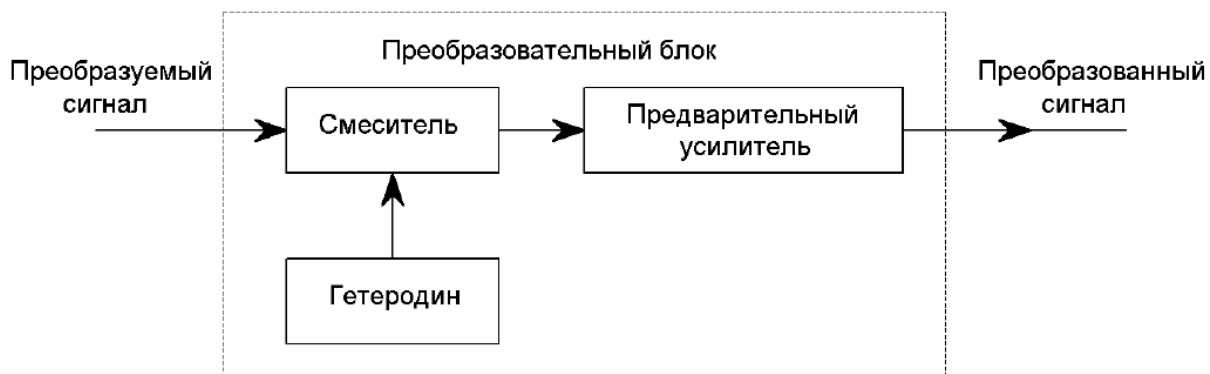 Преобразовательный блок
Преобразуемый
сигнал
Смеситель
Предварительный
усилитель
Преобразованный
сигнал
Гетеродин